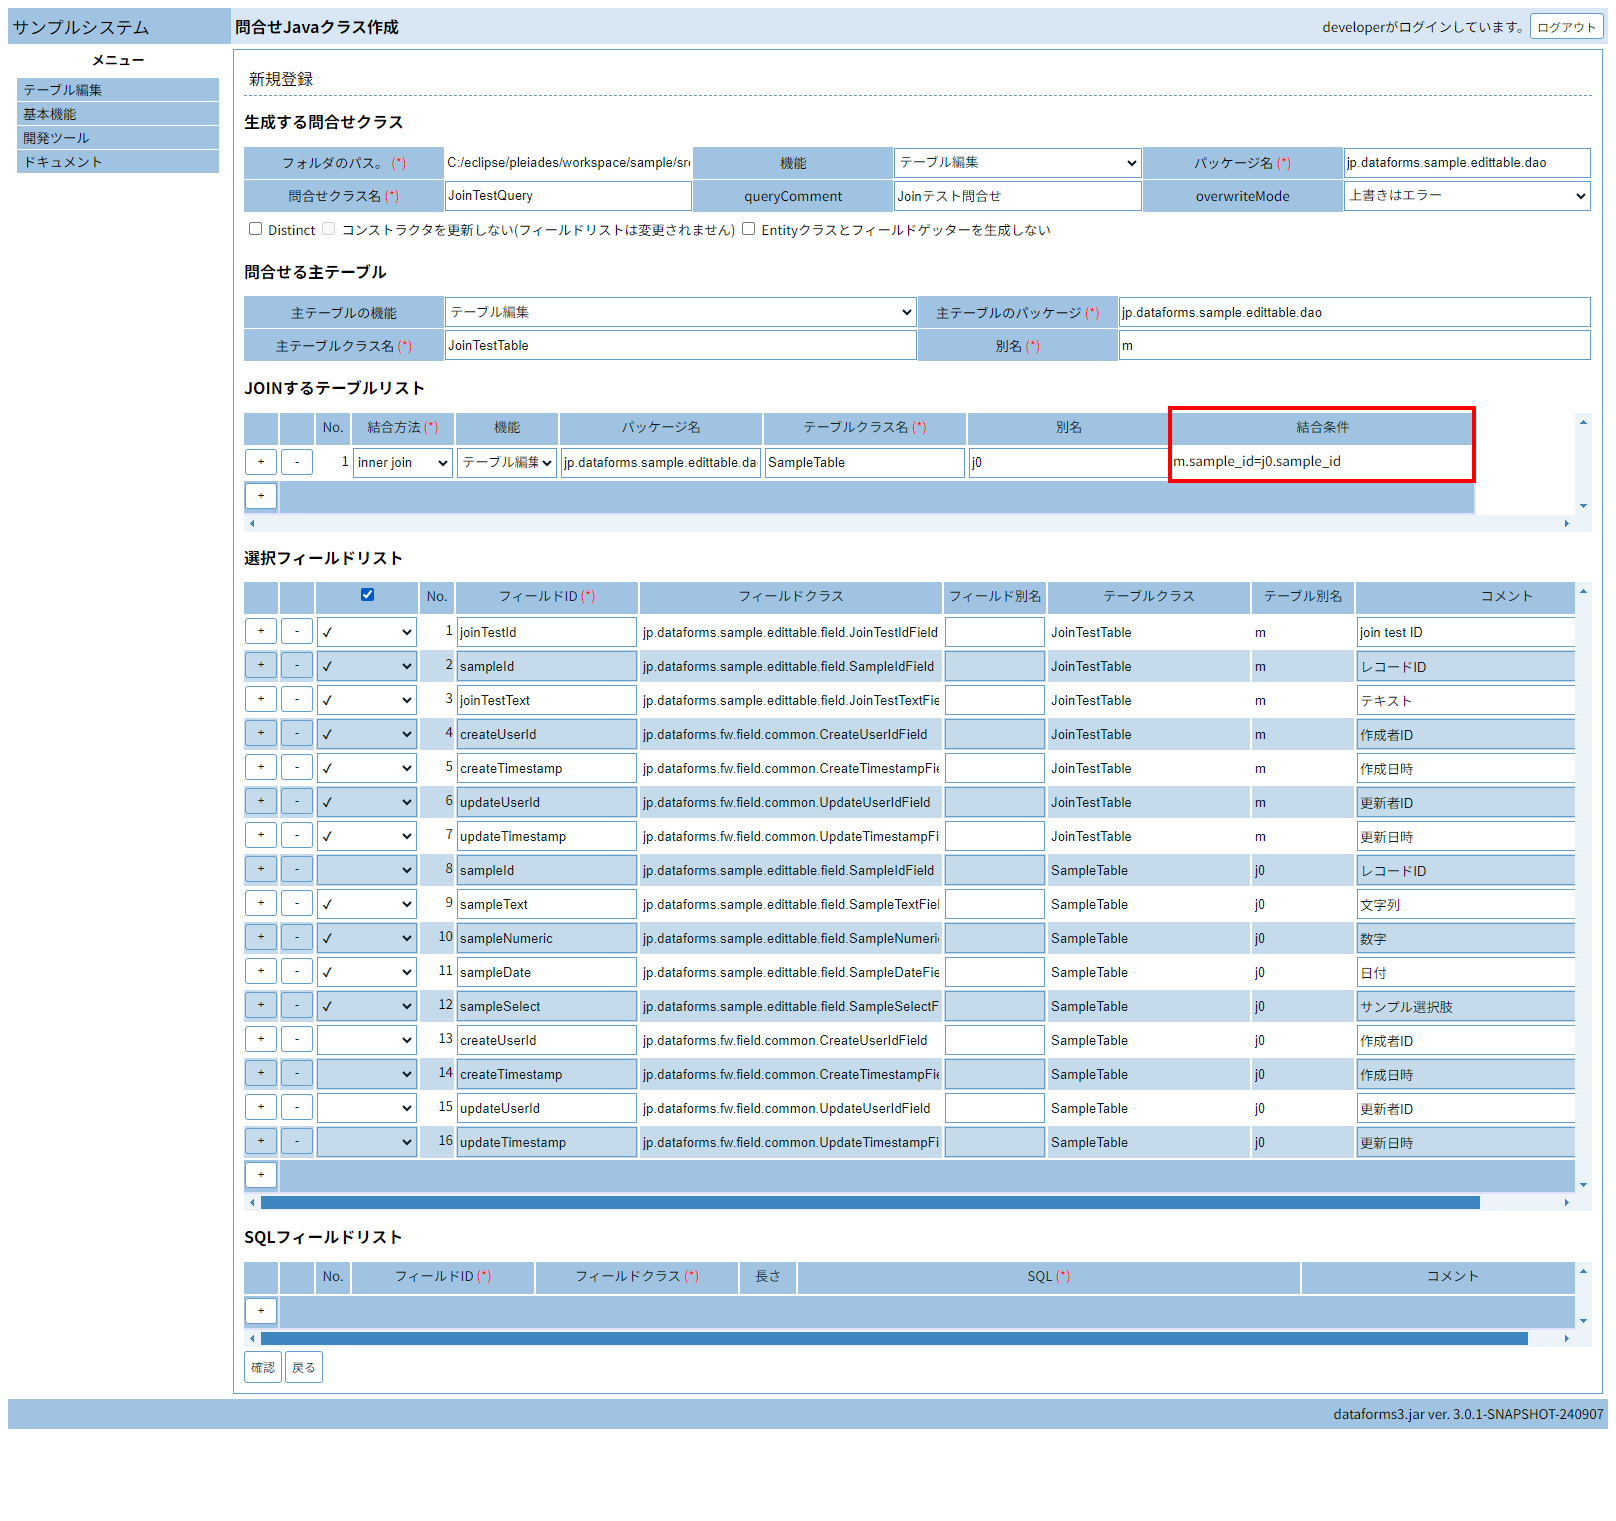 サンプルシステム
問合せJavaクラス作成
developerがログインしています。 ログアウト
メニュー
テーブル編集
基本機能
開発ツール
ドキュメント
新規登録
生成する問合せクラス
フォルダのパス。 (*) C:/eclipse/pleiades/workspace/sample/src 機能 テーブル編集 パッケージ名 (*) jp.dataforms.sample.edittable.dao
問合せクラス名 (*) JoinTestQuery queryComment Joinテスト問合せ overwriteMode 上書きはエラー
Distinct コンストラクタを更新しない(フィールドリストは変更されません) Entityクラスとフィールドゲッターを生成しない
問合せる主テーブル
主テーブルの機能 テーブル編集 主テーブルのパッケージ (*) jp.dataforms.sample.edittable.dao
主テーブルクラス名 (*) JoinTestTable 別名 (*) m
JOINするテーブルリスト
No. 結合方法 (*) 機能 パッケージ名 テーブルクラス名 (*) 別名 結合条件
+ - 1 inner join テーブル編集 jp.dataforms.sample.edittable.da SampleTable j0 m.sample_id=j0.sample_id
+
選択フィールドリスト
No. フィールドID (*) フィールドクラス フィールド別名 テーブルクラス テーブル別名 コメント
+ - ✓ 1 joinTestId jp.dataforms.sample.edittable.field.JoinTestIdField JoinTestTable m join test ID
+ - ✓ 2 sampleId jp.dataforms.sample.edittable.field.SampleIdField JoinTestTable m レコードID
+ - ✓ 3 joinTestText jp.dataforms.sample.edittable.field.JoinTestTextFie JoinTestTable m テキスト
+ - ✓ 4 createUserId jp.dataforms.fw.field.common.CreateUserIdField JoinTestTable m 作成者ID
+ - ✓ 5 createTimestamp jp.dataforms.fw.field.common.CreateTimestampFie JoinTestTable m 作成日時
+ - ✓ 6 updateUserId jp.dataforms.fw.field.common.UpdateUserIdField JoinTestTable m 更新者ID
+ - ✓ 7 updateTimestamp jp.dataforms.fw.field.common.UpdateTimestampFi JoinTestTable m 更新日時
+ - 8 sampleId jp.dataforms.sample.edittable.field.SampleIdField SampleTable j0 レコードID
+ - ✓ 9 sampleText jp.dataforms.sample.edittable.field.SampleTextFiel SampleTable j0 文字列
+ - ✓ 10 sampleNumeric jp.dataforms.sample.edittable.field.SampleNumeric SampleTable j0 数字
+ - ✓ 11 sampleDate jp.dataforms.sample.edittable.field.SampleDateFie SampleTable j0 日付
+ - ✓ 12 sampleSelect jp.dataforms.sample.edittable.field.SampleSelectF SampleTable j0 サンプル選択肢
+ - 13 createUserId jp.dataforms.fw.field.common.CreateUserIdField SampleTable j0 作成者ID
+ - 14 createTimestamp jp.dataforms.fw.field.common.CreateTimestampFie SampleTable j0 作成日時
+ - 15 updateUserId jp.dataforms.fw.field.common.UpdateUserIdField SampleTable j0 更新者ID
+ - 16 updateTimestamp jp.dataforms.fw.field.common.UpdateTimestampFi SampleTable j0 更新日時
+
SQLフィールドリスト
No. フィールドID (*) フィールドクラス (*) 長さ SQL (*) コメント
+
確認 戻る
dataforms3.jar ver. 3.0.1-SNAPSHOT-240907